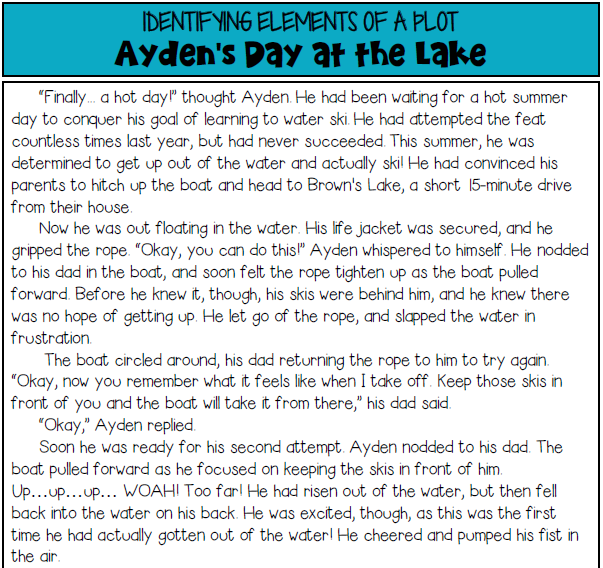 IDENTIFYING ELEMENTS OF A PLOT
Ayden's Day at the Lake
"Finally... a hot day!" thought Ayden. He had been waiting for a hot summer
day to conquer his goal of learning to water ski. He had attempted the feat
countless times last year, but had never succeeded. This summer, he was
determined to get up out of the water and actually ski! He had convinced his
parents to hitch up the boat and head to Brown's Lake, a short 15-minute drive
from their house.
Now he was out floating in the water. His life jacket was secured, and he
gripped the rope. "Okay, you can do this!" Ayden whispered to himself. He nodded
to his dad in the boat, and soon felt the rope tighten up as the boat pulled
forward. Before he knew it, though, his skis were behind him, and he knew there
was no hope of getting up. He let go of the rope, and slapped the water in
frustration.
The boat circled around, his dad returning the rope to him to try again.
"Okay, now you remember what it feels like when I take off. Keep those skis in
front of you and the boat will take it from there," his dad said.
"Okay," Ayden replied.
Soon he was ready for his second attempt. Ayden nodded to his dad. The
boat pulled forward as he focused on keeping the skis in front of him.
Up...up...up... WOAH! Too far! He had risen out of the water, but then fell
back into the water on his back. He was excited, though, as this was the first
time he had actually gotten out of the water! He cheered and pumped his fist in
the air.